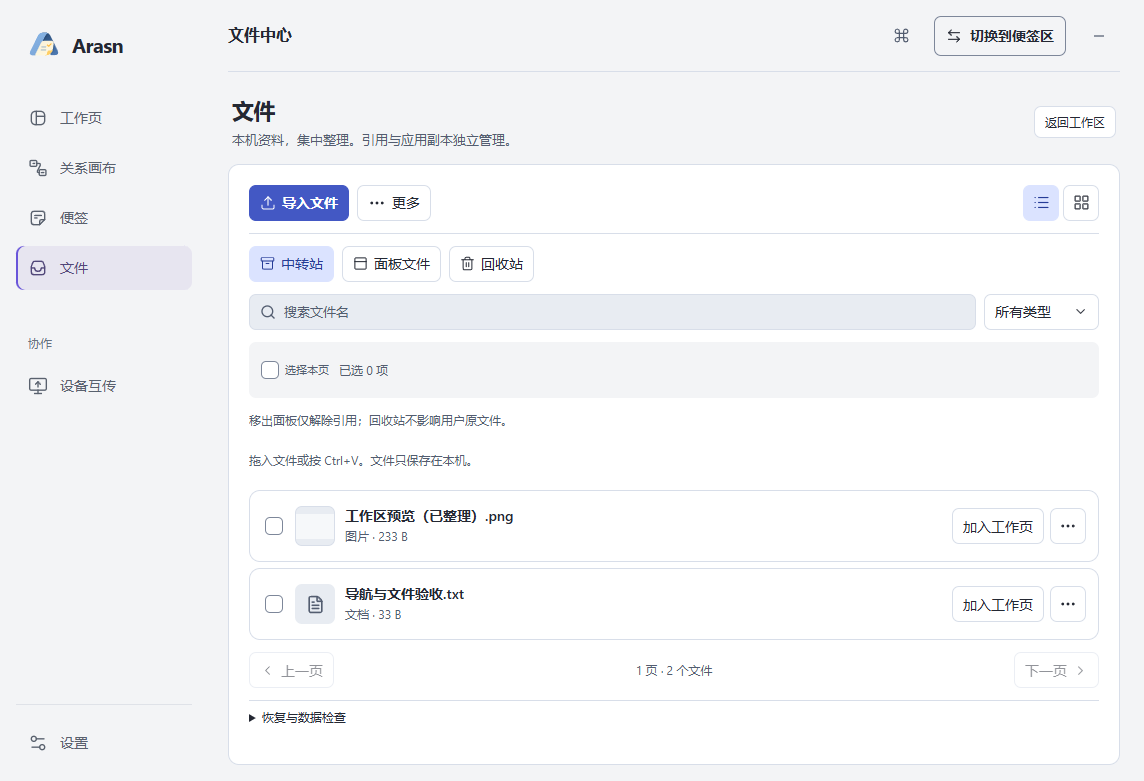 Arasn
文件中心
切换到便签区
工作页
关系画布
便签
文件
协作
设备互传
设置
文件
本机资料，集中整理。引用与应用副本独立管理。
返回工作区
导入文件
更多
中转站
面板文件
回收站
搜索文件名
所有类型
选择本页 已选 0 项
移出面板仅解除引用；回收站不影响用户原文件。
拖入文件或按 Ctrl+V。文件只保存在本机。
工作区预览（已整理）.png
图片 · 233 B
加入工作页
导航与文件验收.txt
文档 · 33 B
加入工作页
上一页
1 页 · 2 个文件
下一页
恢复与数据检查